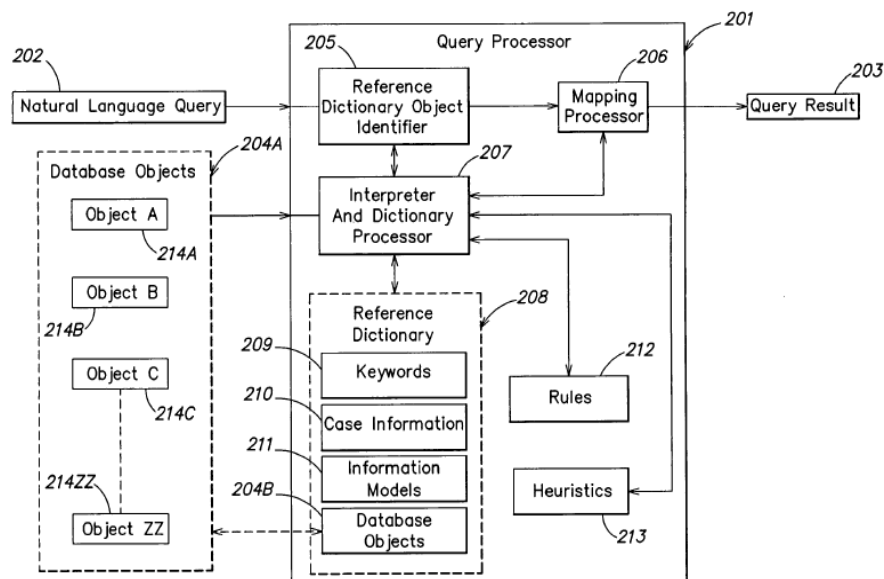 Query Processor
201
202
205
206
203
Natural Language Query
Reference
Dictionary Object
Identifier
Mapping
Processor
Query Result
204A
207
Database Objects
Interpreter
And Dictionary
Processor
Object A
214A
Object B
214B
Reference
Dictionary
208
209
Keywords
Object C
214C
210
Case Information
212
Rules
211
Information
Models
214ZZ
Object ZZ
204B
Database
Objects
Heuristics
213